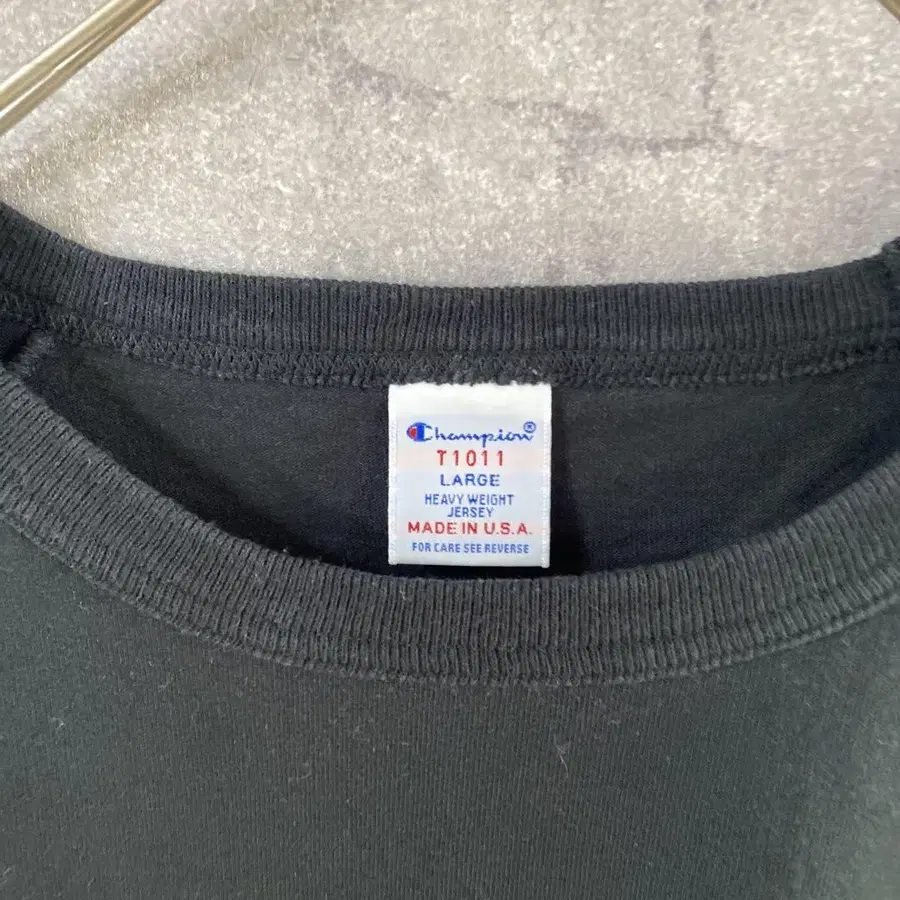 Champion®
T1011
LARGE
HEAVY WEIGHT
JERSEY
MADE IN U.S.A.
FOR CARE SEE REVERSE